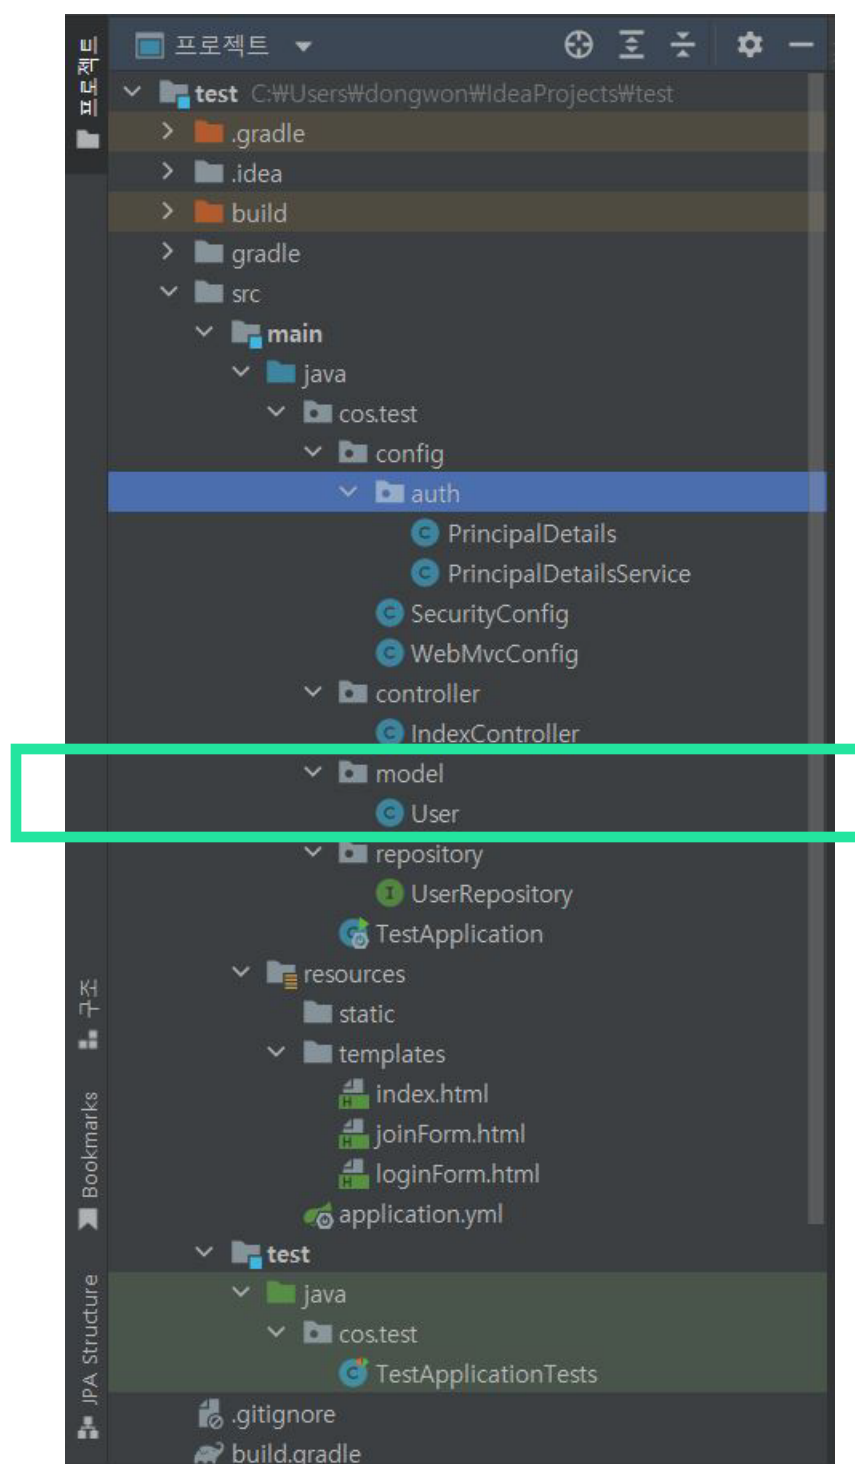 프로젝트
프로젝트
test C:₩Users₩dongwon₩IdeaProjects₩test
.gradle
.idea
build
gradle
src
main
java
cos.test
config
auth
PrincipalDetails
PrincipalDetailsService
SecurityConfig
WebMvcConfig
controller
IndexController
model
User
repository
UserRepository
TestApplication
resources
static
templates
index.html
joinForm.html
loginForm.html
application.yml
test
java
cos.test
TestApplicationTests
.gitignore
build.gradle
구조
Bookmarks
JPA Structure